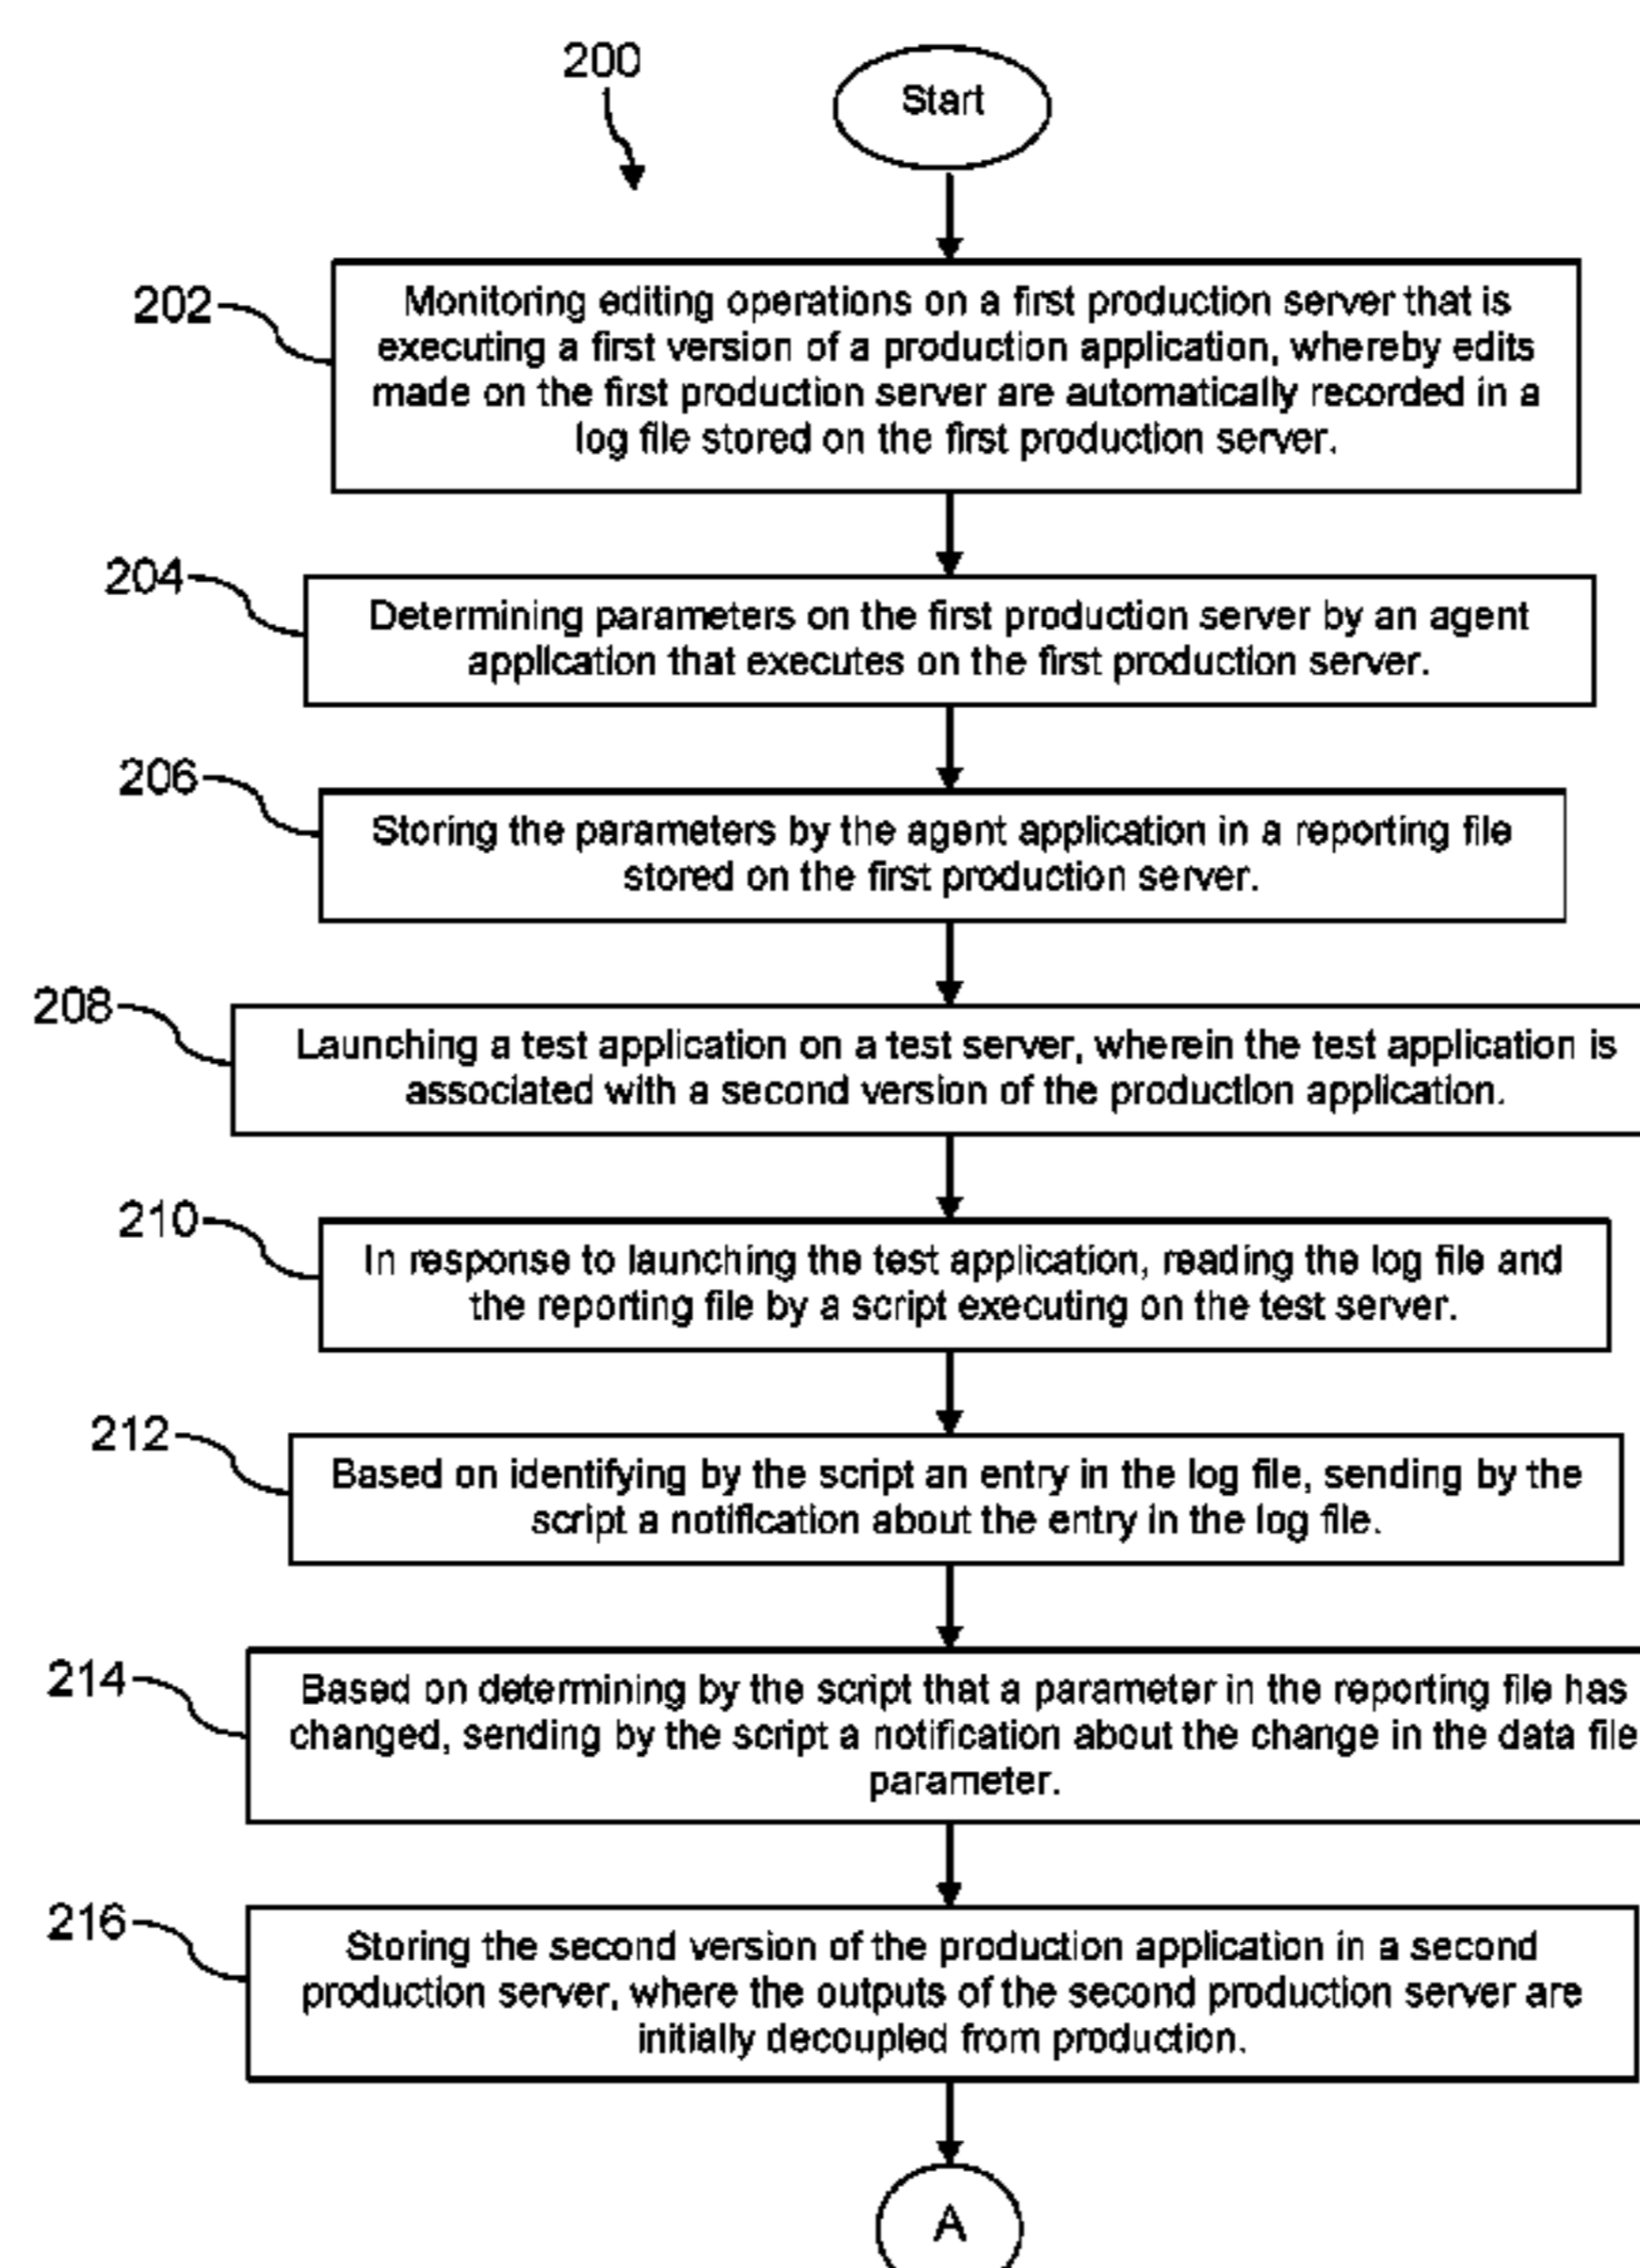 200
Start
202
Monitoring editing operations on a first production server that is
executing a first version of a production application, whereby edits
made on the first production server are automatically recorded in a
log file stored on the first production server.
204
Determining parameters on the first production server by an agent
application that executes on the first production server.
206
Storing the parameters by the agent application in a reporting file
stored on the first production server.
208
Launching a test application on a test server, wherein the test application is
associated with a second version of the production application.
210
In response to launching the test application, reading the log file and
the reporting file by a script executing on the test server.
212
Based on identifying by the script an entry in the log file, sending by the
script a notification about the entry in the log file.
214
Based on determining by the script that a parameter in the reporting file has
changed, sending by the script a notification about the change in the data file
parameter.
216
Storing the second version of the production application in a second
production server, where the outputs of the second production server are
initially decoupled from production.
A